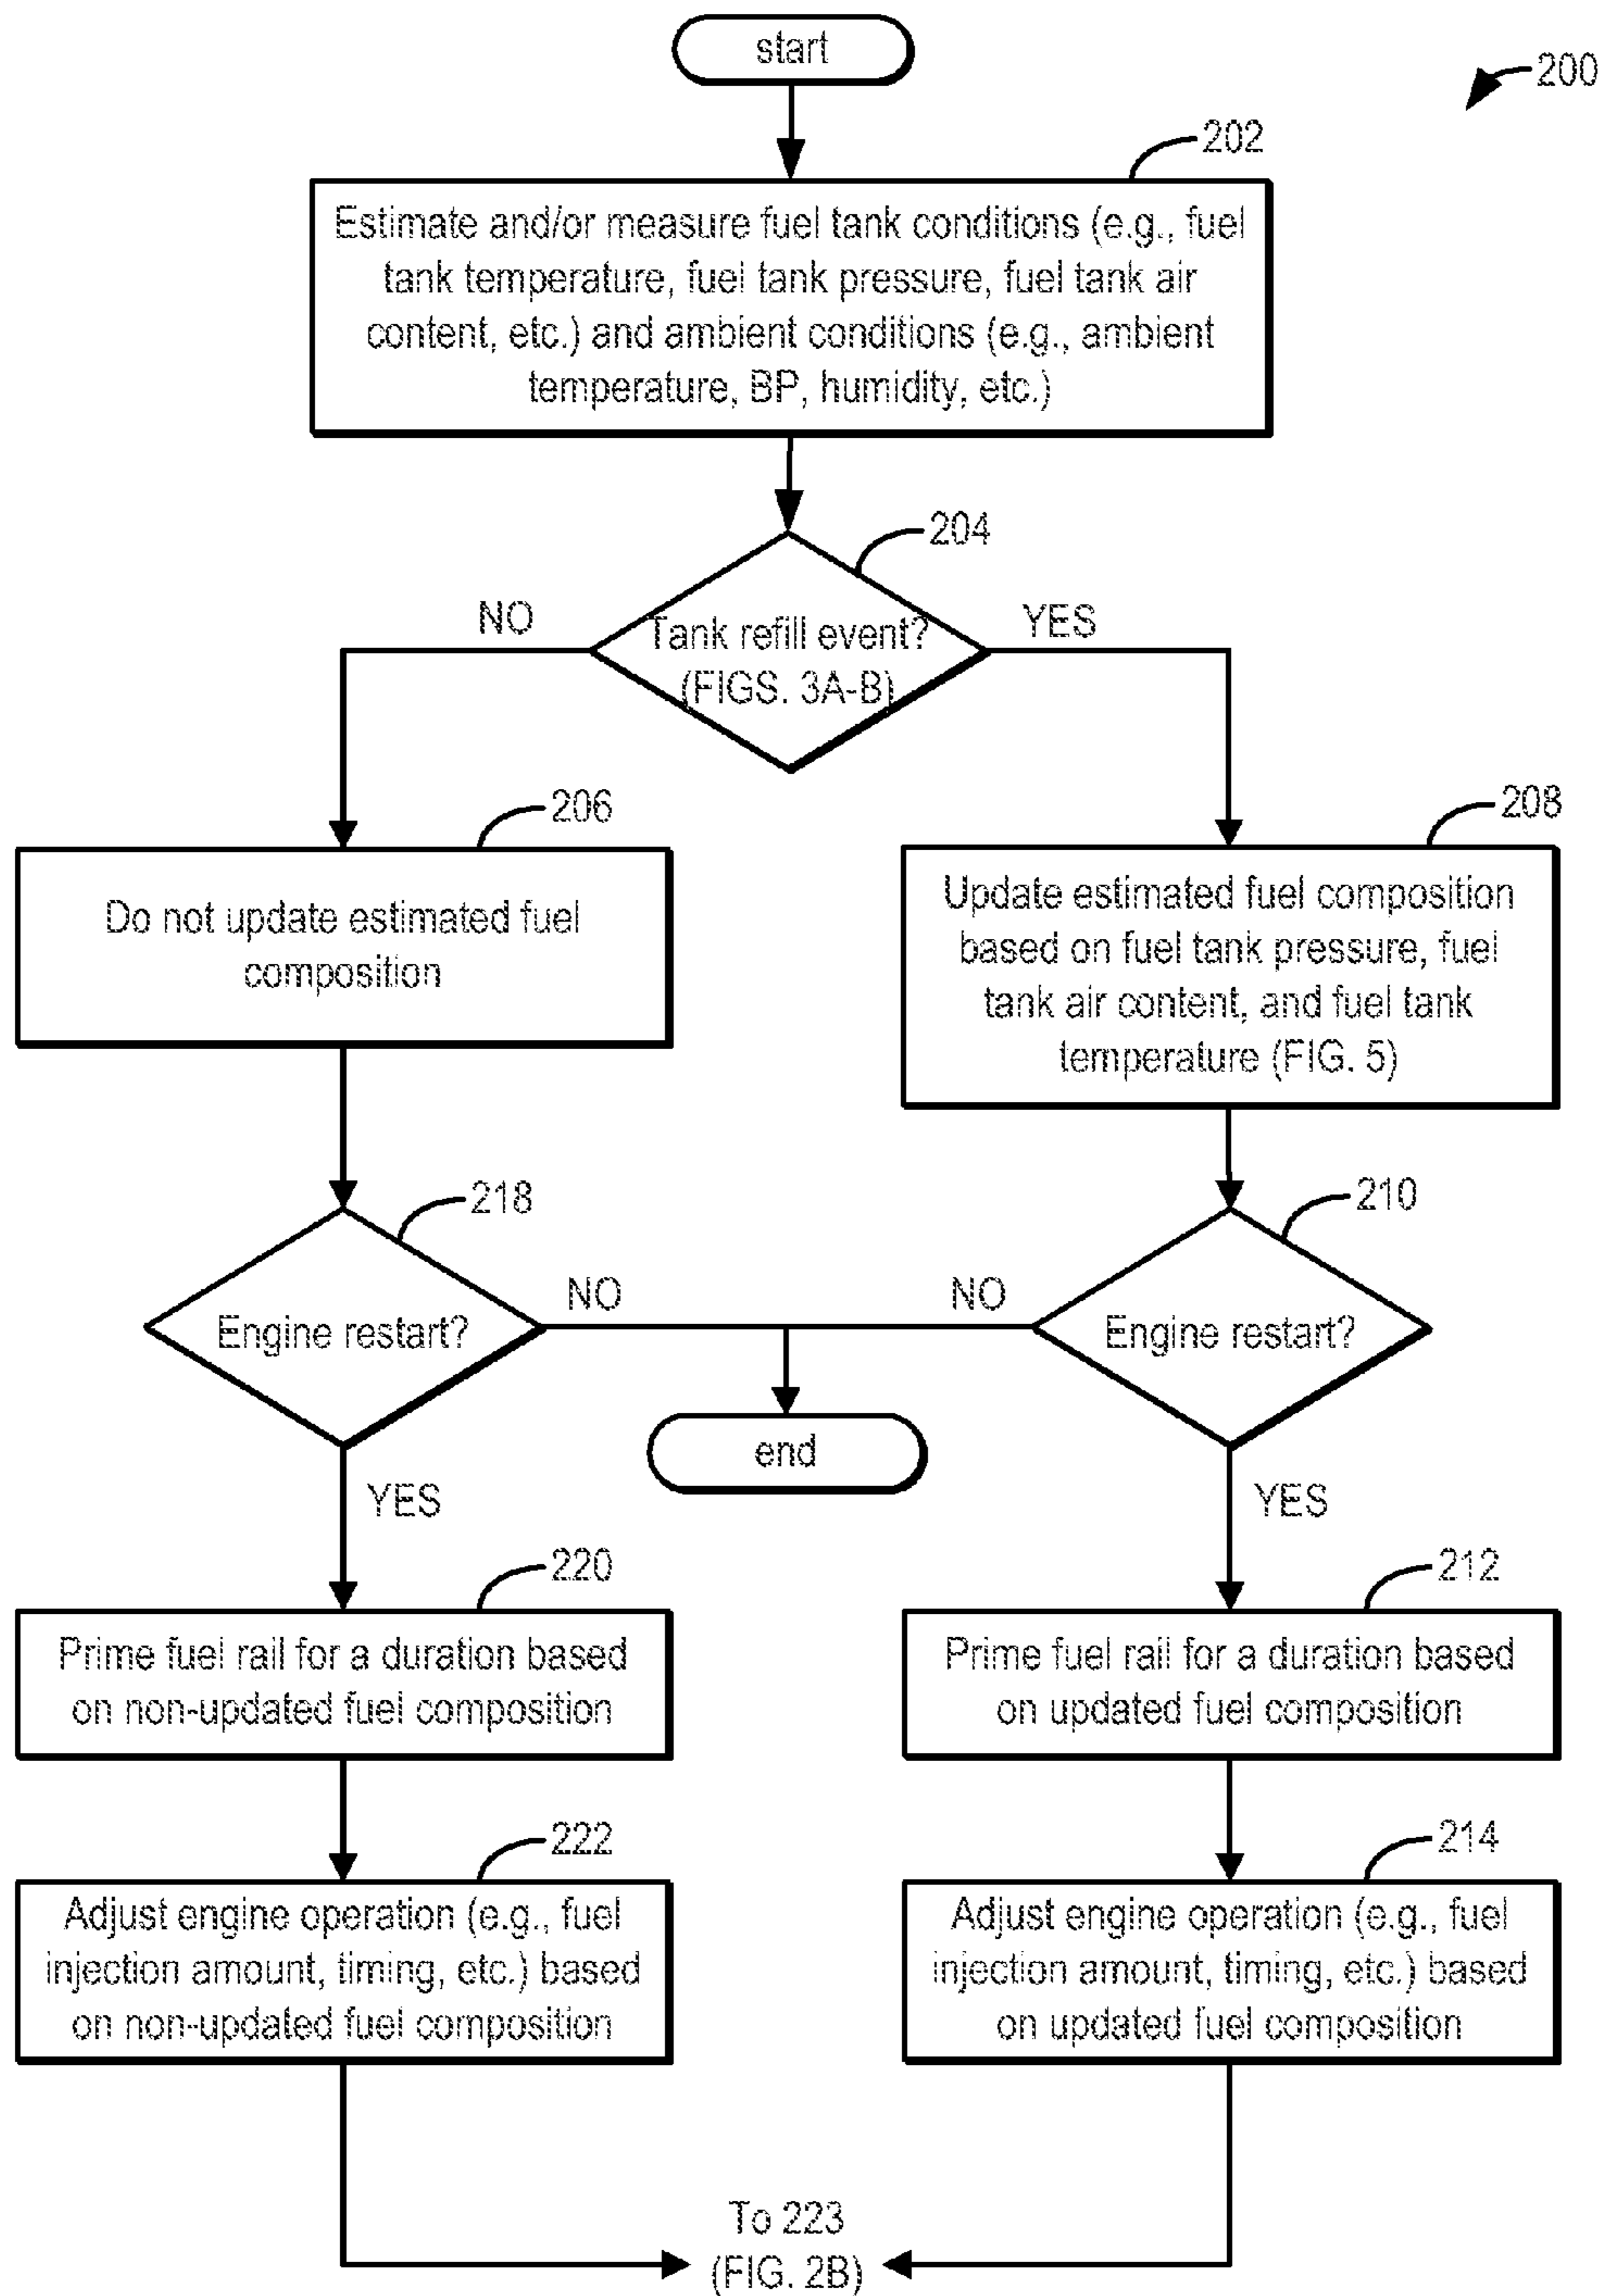 start
200
202
Estimate and/or measure fuel tank conditions (e.g., fuel
tank temperature, fuel tank pressure, fuel tank air
content, etc.) and ambient conditions (e.g., ambient
temperature, BP, humidity, etc.)
204
NO
YES
Tank refill event?
(FIGS. 3A-B)
206
208
Do not update estimated fuel
composition
Update estimated fuel composition
based on fuel tank pressure, fuel
tank air content, and fuel tank
temperature (FIG. 5)
218
210
Engine restart?
NO
NO
Engine restart?
end
YES
YES
220
212
Prime fuel rail for a duration based
on non-updated fuel composition
Prime fuel rail for a duration based
on updated fuel composition
222
214
Adjust engine operation (e.g., fuel
injection amount, timing, etc.) based
on non-updated fuel composition
Adjust engine operation (e.g., fuel
injection amount, timing, etc.) based
on updated fuel composition
To 223
(FIG. 2B)